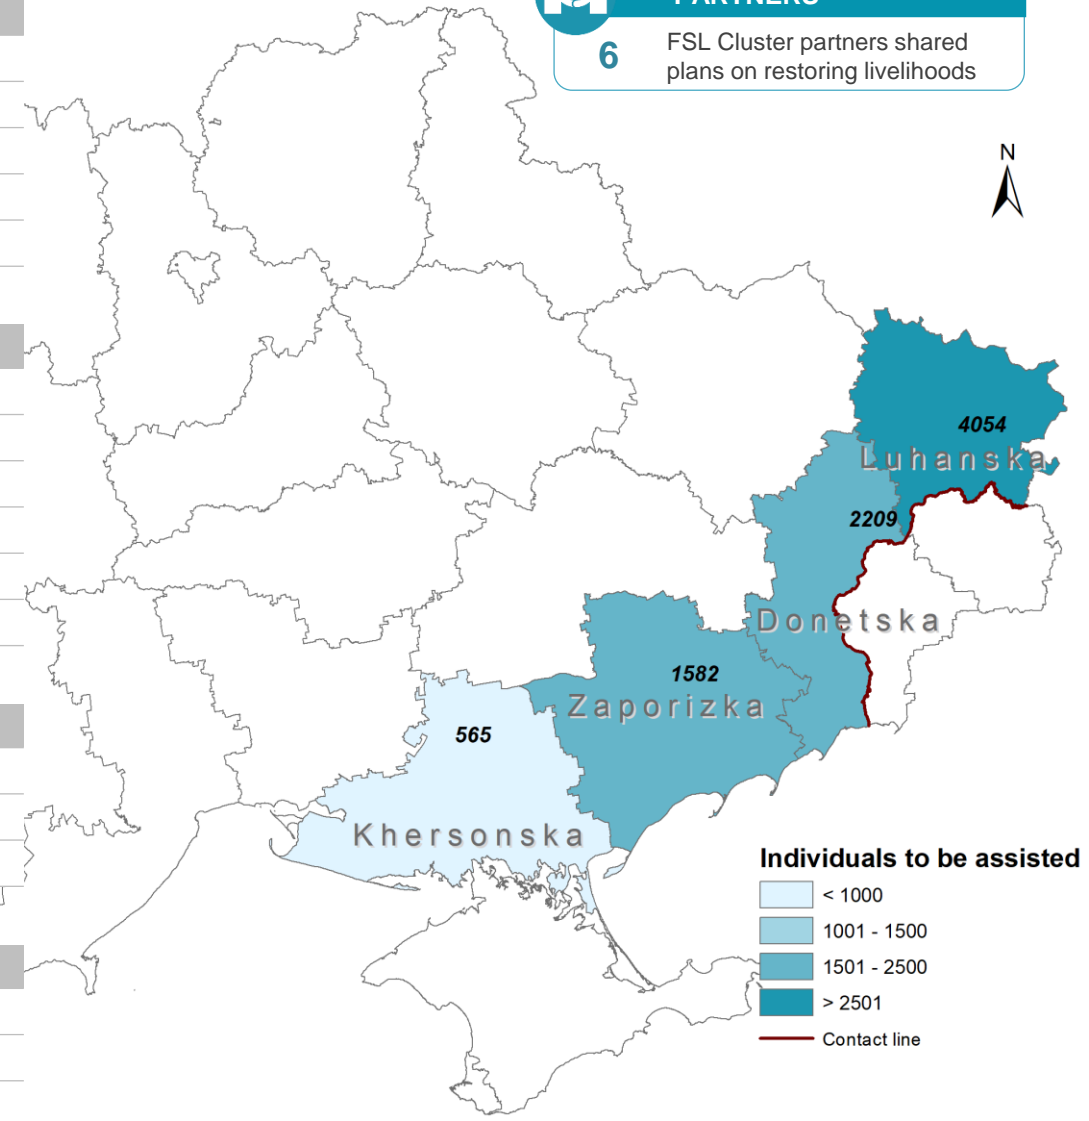 PARTNERS
6
FSL Cluster partners shared
plans on restoring livelihoods
N
4054
Luhanska
2209
Donetska
1582
Zaporizka
565
Khersonska
Individuals to be assisted
< 1000
1001 - 1500
1501 - 2500
> 2501
Contact line